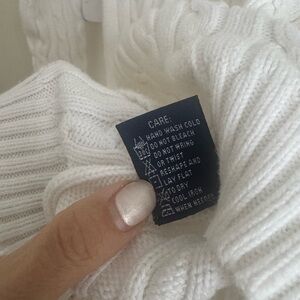 CARE:
HAND WASH COLD
DO NOT BLEACH
DO NOT WRING
OR TWIST
RESHAPE AND
LAY FLAT
TO DRY
COOL IRON
WHEN NEEDED